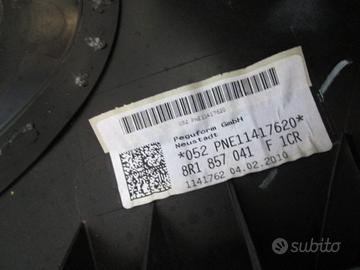 052 PNE11417620
Peguform GmbH
Neustadt
*052 PNE11417620*
8R1 857 041 F 1CR
1141762 04.02.2010
subito